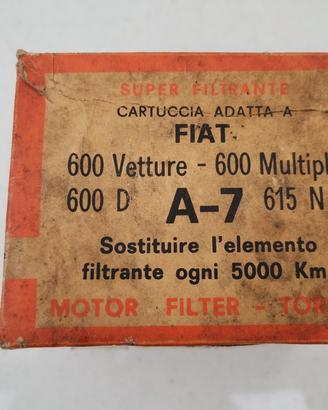 SUPER FILTRANTE
CARTUCCIA ADATTA A
FIAT
600 Vetture - 600 Multipl
600 D A-7 615 N
Sostituire l'elemento
filtrante ogni 5000 Km
MOTOR FILTER - TOR